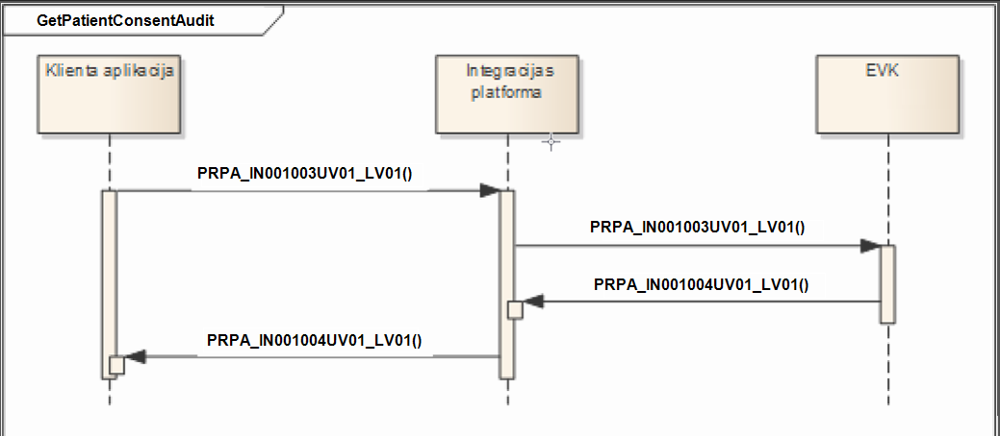 GetPatientConsentAudit
Klienta aplikacija
Integracijas
platforma
EVK
PRPA_IN001003UV01_LV01()
PRPA_IN001003UV01_LV01()
PRPA_IN001004UV01_LV01()
PRPA_IN001004UV01_LV01()